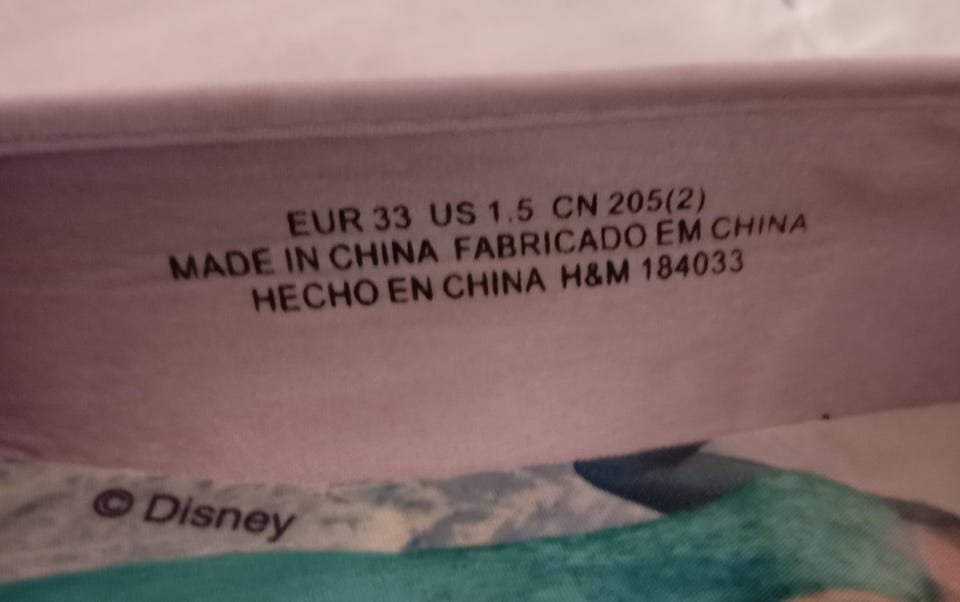 EUR 33 US 1.5 CN 205(2)
MADE IN CHINA FABRICADO EM CHINA
HECHO EN CHINA H&M 184033
© Disney